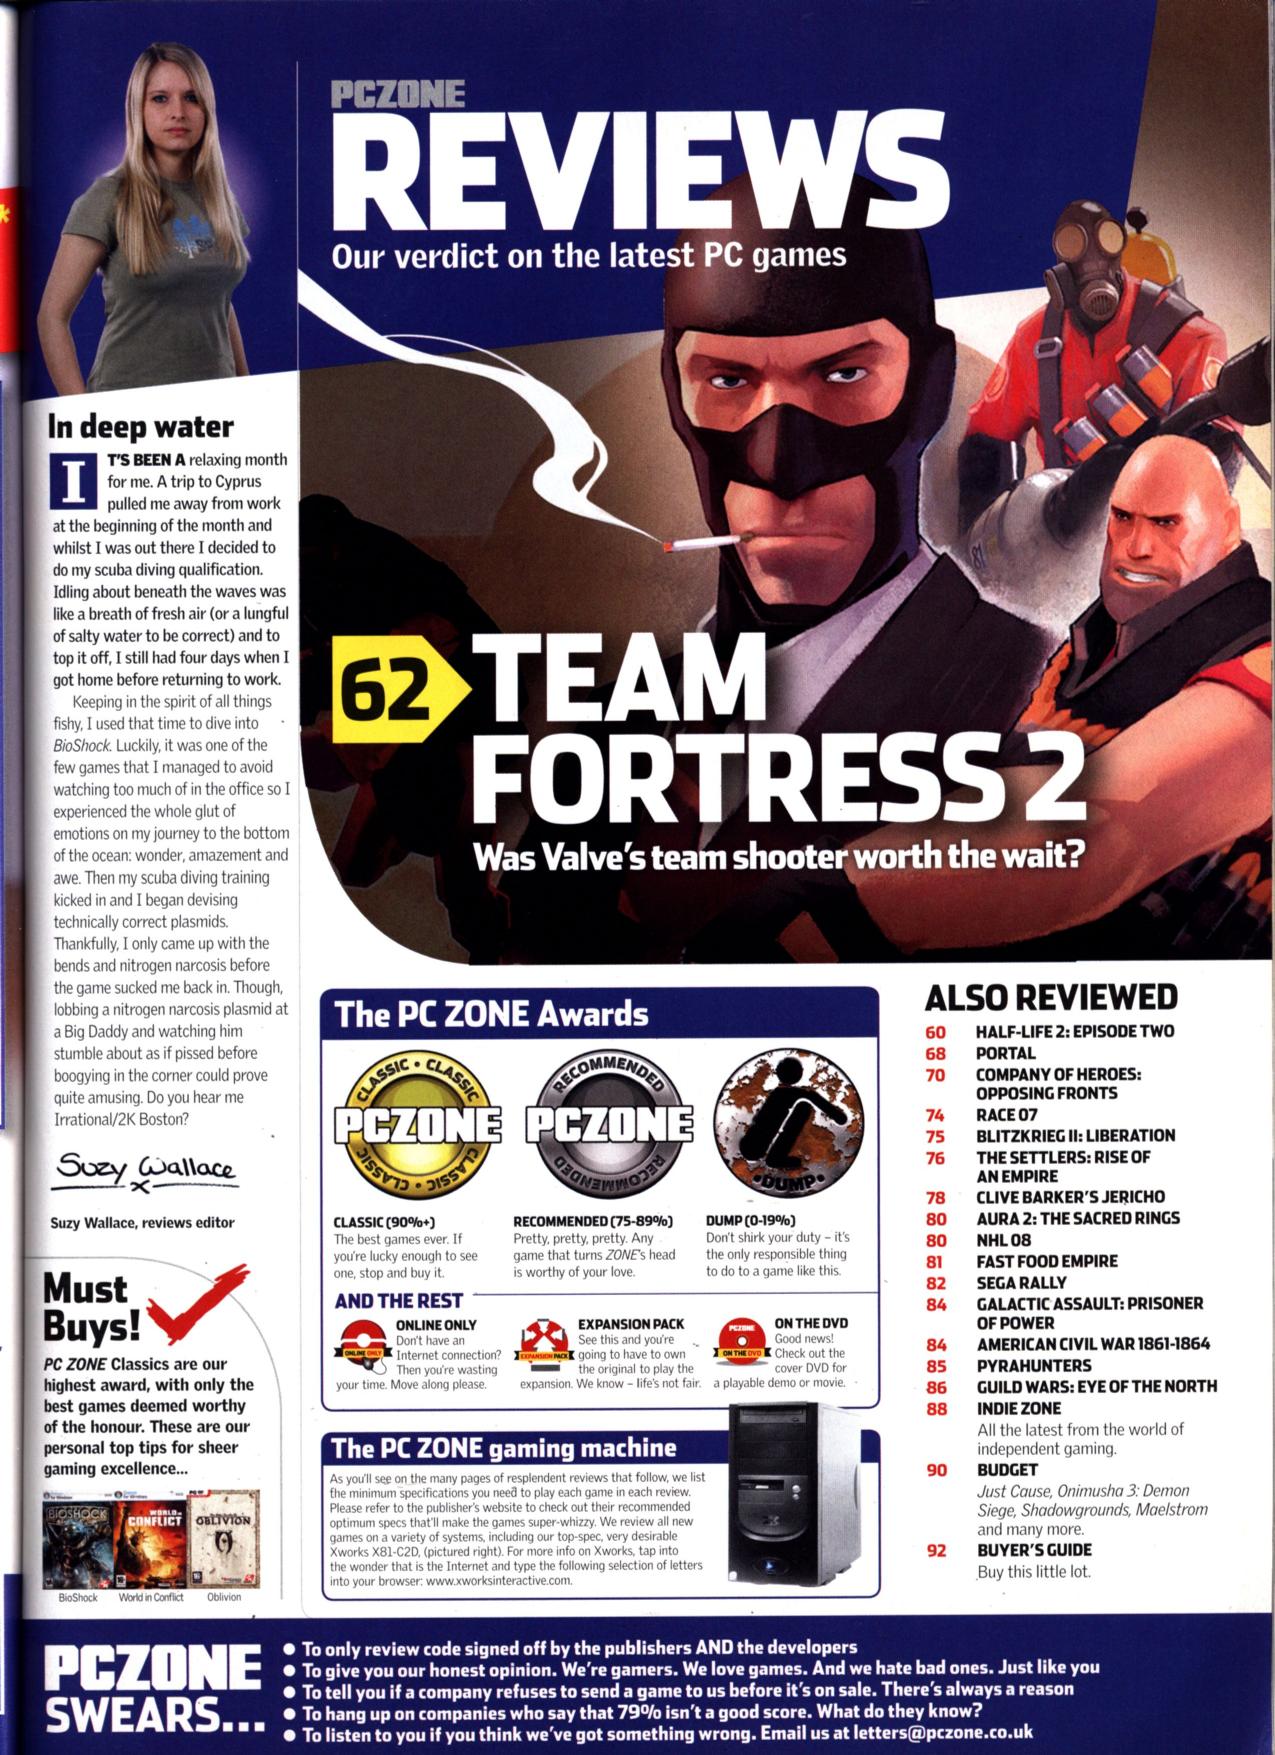 PCZONE
REVIEWS
Our verdict on the latest PC games
In deep water
IT'S BEEN A relaxing month
for me. A trip to Cyprus
pulled me away from work
at the beginning of the month and
whilst I was out there I decided to
do my scuba diving qualification.
Idling about beneath the waves was
like a breath of fresh air (or a lungful
of salty water to be correct) and to
top it off, I still had four days when I
got home before returning to work.
Keeping in the spirit of all things
fishy, I used that time to dive into
BioShock. Luckily, it was one of the
few games that I managed to avoid
watching too much of in the office so I
experienced the whole glut of
emotions on my journey to the bottom
of the ocean: wonder, amazement and
awe. Then my scuba diving training
kicked in and I began devising
technically correct plasmids.
Thankfully, I only came up with the
bends and nitrogen narcosis before
the game sucked me back in. Though,
lobbing a nitrogen narcosis plasmid at
a Big Daddy and watching him
stumble about as if pissed before
boogying in the corner could prove
quite amusing. Do you hear me
Irrational/2K Boston?
Suzy Wallace
x
Suzy Wallace, reviews editor
Must
Buys!
PC ZONE Classics are our
highest award, with only the
best games deemed worthy
of the honour. These are our
personal top tips for sheer
gaming excellence...
BIOSHOCK
WORLD IN
CONFLICT
OBLIVION
BioShock
World in Conflict
Oblivion
62
TEAM
FORTRESS 2
Was Valve's team shooter worth the wait?
The PC ZONE Awards
CLASSIC • CLASSIC
PCZONE
CLASSIC • CLASSIC
RECOMMENDED
PCZONE
RECOMMENDED
•DUMP•
CLASSIC (90%+)
The best games ever. If
you're lucky enough to see
one, stop and buy it.
RECOMMENDED (75-89%)
Pretty, pretty, pretty. Any
game that turns ZONE's head
is worthy of your love.
DUMP (0-19%)
Don't shirk your duty – it's
the only responsible thing
to do to a game like this.
AND THE REST
ONLINE ONLY
ONLINE ONLY
Don't have an
Internet connection?
Then you're wasting
your time. Move along please.
EXPANSION PACK
EXPANSION PACK
See this and you're
going to have to own
the original to play the
expansion. We know – life's not fair.
PCZONE
ON THE DVD
ON THE DVD
Good news!
Check out the
cover DVD for
a playable demo or movie.
The PC ZONE gaming machine
As you'll see on the many pages of resplendent reviews that follow, we list
the minimum specifications you need to play each game in each review.
Please refer to the publisher's website to check out their recommended
optimum specs that'll make the games super-whizzy. We review all new
games on a variety of systems, including our top-spec, very desirable
Xworks X81-C2D, (pictured right). For more info on Xworks, tap into
the wonder that is the Internet and type the following selection of letters
into your browser: www.xworksinteractive.com.
ALSO REVIEWED
60 HALF-LIFE 2: EPISODE TWO
68 PORTAL
70 COMPANY OF HEROES:
OPPOSING FRONTS
74 RACE 07
75 BLITZKRIEG II: LIBERATION
76 THE SETTLERS: RISE OF
AN EMPIRE
78 CLIVE BARKER'S JERICHO
80 AURA 2: THE SACRED RINGS
80 NHL 08
81 FAST FOOD EMPIRE
82 SEGA RALLY
84 GALACTIC ASSAULT: PRISONER
OF POWER
84 AMERICAN CIVIL WAR 1861-1864
85 PYRAHUNTERS
86 GUILD WARS: EYE OF THE NORTH
88 INDIE ZONE
All the latest from the world of
independent gaming.
90 BUDGET
Just Cause, Onimusha 3: Demon
Siege, Shadowgrounds, Maelstrom
and many more.
92 BUYER'S GUIDE
Buy this little lot.
PCZONE
SWEARS...
● To only review code signed off by the publishers AND the developers
● To give you our honest opinion. We're gamers. We love games. And we hate bad ones. Just like you
● To tell you if a company refuses to send a game to us before it's on sale. There's always a reason
● To hang up on companies who say that 79% isn't a good score. What do they know?
● To listen to you if you think we've got something wrong. Email us at letters@pczone.co.uk